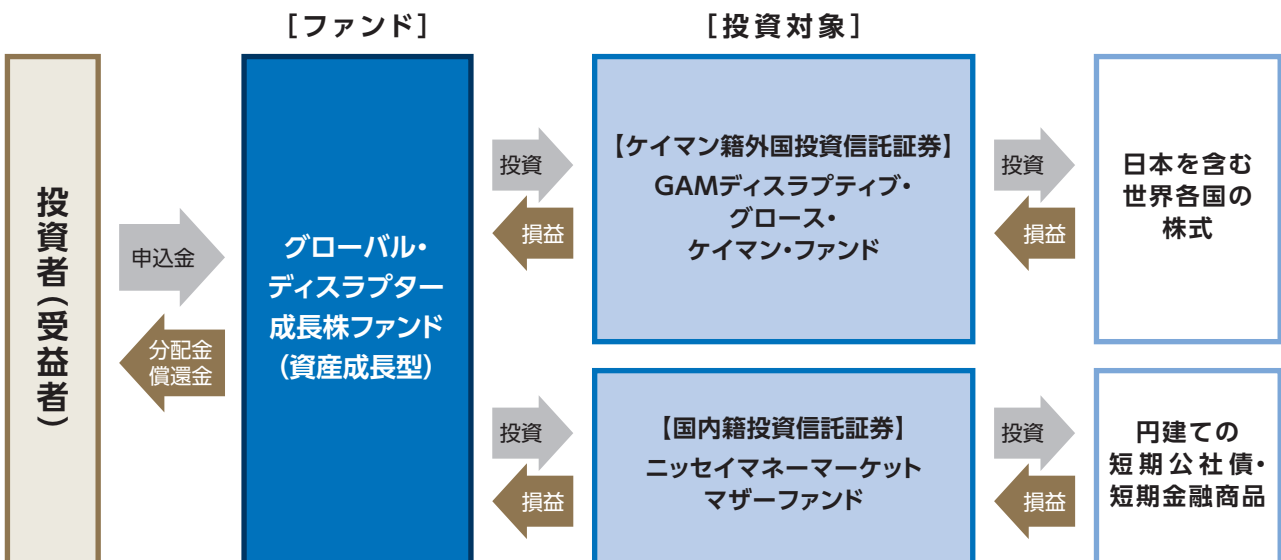 [ファンド]
[投資対象]
投資者(受益者)
申込金
分配金
償還金
グローバル・
ディスラプター
成長株ファンド
(資産成長型)
投資
損益
【ケイマン籍外国投資信託証券】
GAMディスラプティブ・
グロース・
ケイマン・ファンド
投資
損益
日本を含む
世界各国の
株式
投資
損益
【国内籍投資信託証券】
ニッセイマネーマーケット
マザーファンド
投資
損益
円建ての
短期公社債・
短期金融商品